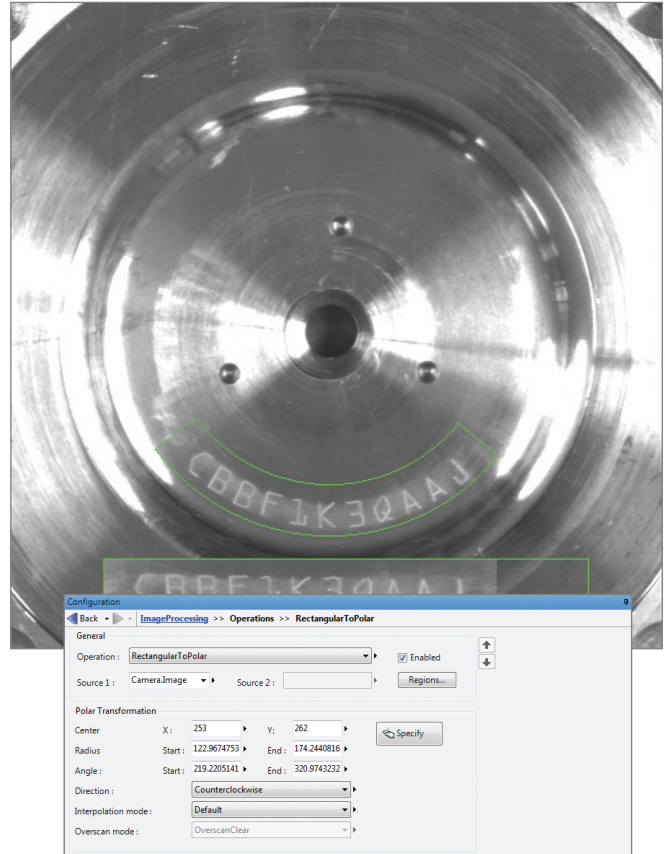 CBBF1K3QAAJ
CBBF1K3QAAJ
Configuration
Back ImageProcessing >> Operations >> RectangularToPolar
General
Operation : RectangularToPolar Enabled
Source 1 : Camera.Image Source 2 : Regions...
Polar Transformation
Center X : 253 Y: 262 Specify
Radius Start : 122.9674753 End : 174.2440816
Angle : Start : 219.2205141 End : 320.9743232
Direction : Counterclockwise
Interpolation mode : Default
Overscan mode : OverscanClear